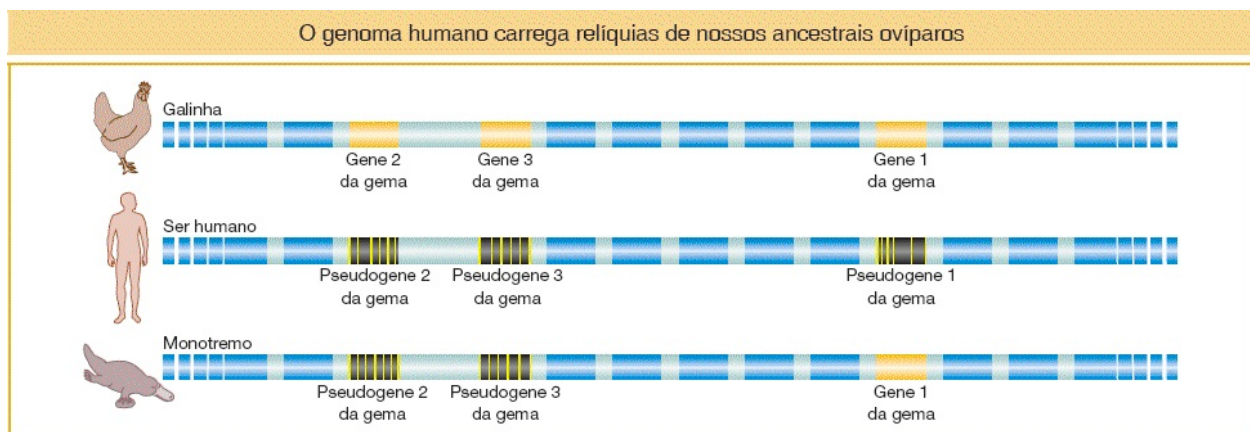 O genoma humano carrega relíquias de nossos ancestrais ovíparos
Galinha
Gene 2
da gema
Gene 3
da gema
Gene 1
da gema
Ser humano
Pseudogene 2
da gema
Pseudogene 3
da gema
Pseudogene 1
da gema
Monotremo
Pseudogene 2
da gema
Pseudogene 3
da gema
Gene 1
da gema